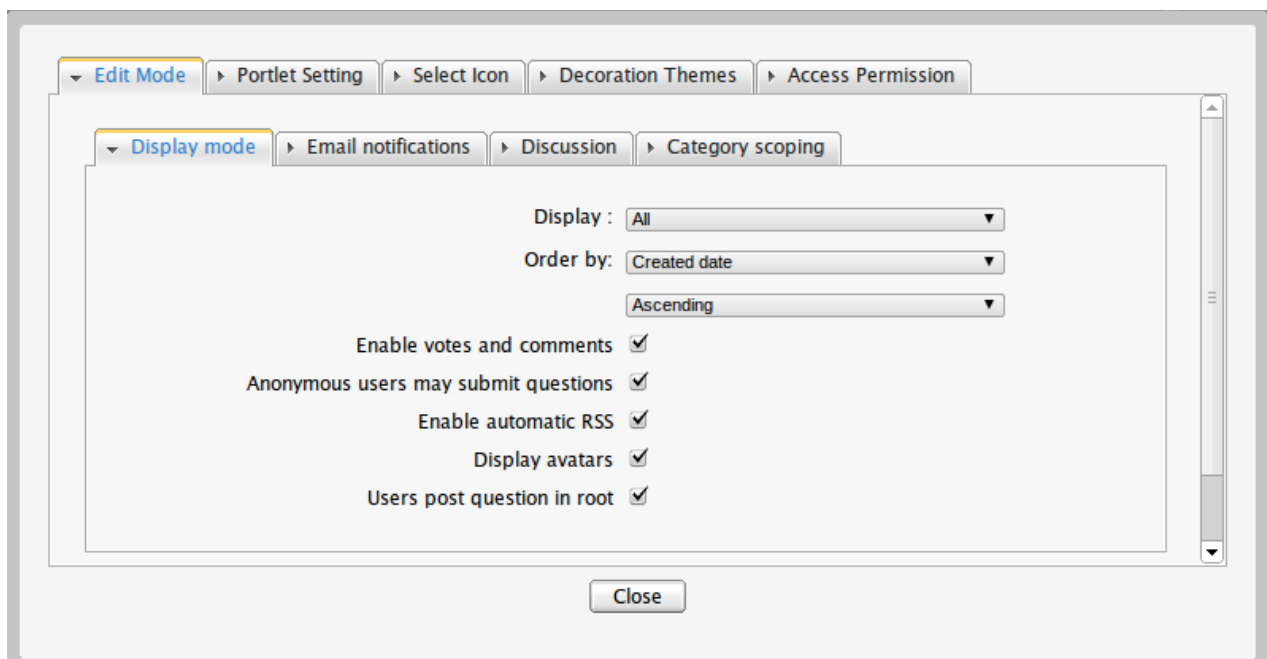 Edit Mode Portlet Setting Select Icon Decoration Themes Access Permission
Display mode Email notifications Discussion Category scoping
Display : All
Order by: Created date
Ascending
Enable votes and comments
Anonymous users may submit questions
Enable automatic RSS
Display avatars
Users post question in root
Close